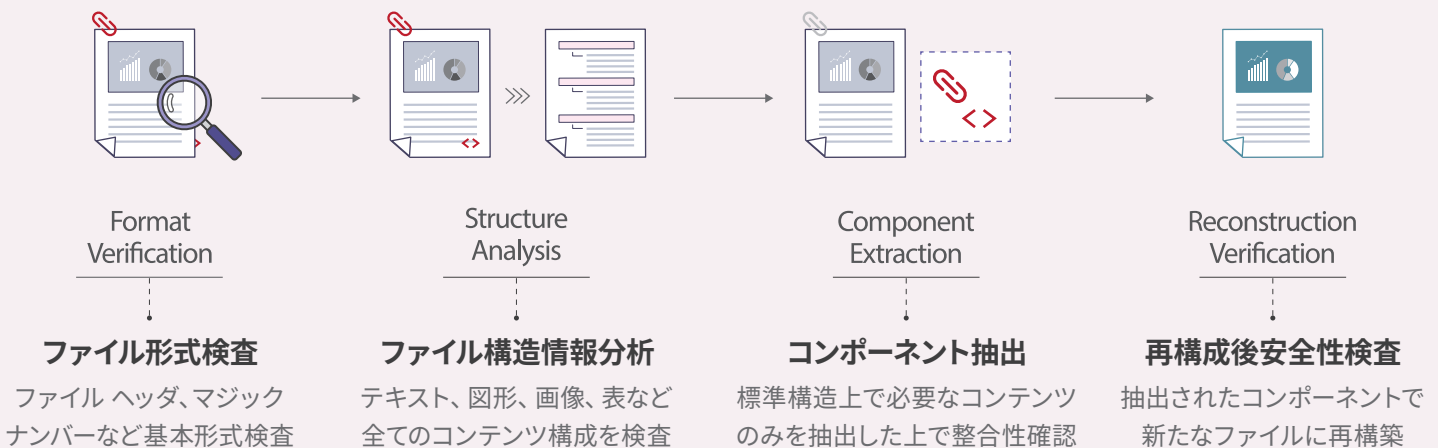 Format
Verification
ファイル形式検査
ファイル ヘッダ、マジック
ナンバーなど基本形式検査
Structure
Analysis
ファイル構造情報分析
テキスト、図形、画像、表など
全てのコンテンツ構成を検査
Component
Extraction
コンポーネント抽出
標準構造上で必要なコンテンツ
のみを抽出した上で整合性確認
Reconstruction
Verification
再構成後安全性検査
抽出されたコンポーネントで
新たなファイルに再構築